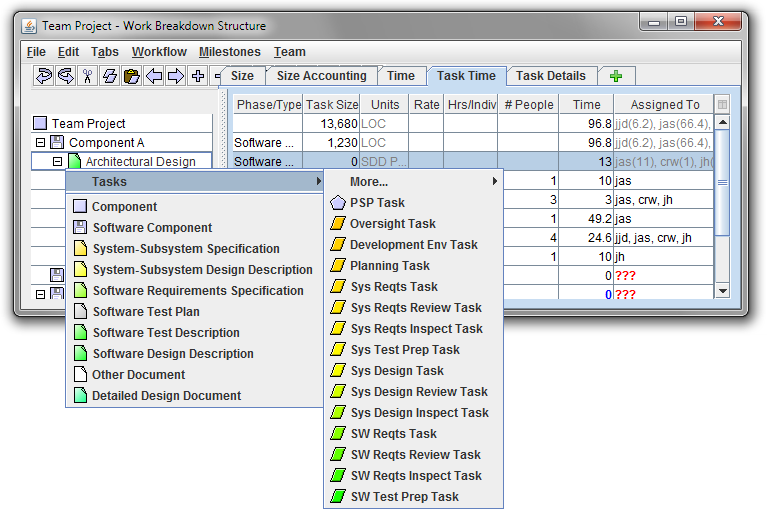 Team Project - Work Breakdown Structure
File Edit Tabs Workflow Milestones Team
Size Size Accounting Time Task Time Task Details
Phase/Type Task Size Units Rate Hrs/Indiv # People Time Assigned To
Team Project 13,680 LOC 96.8 jjd(6.2), jas(66.4),
Component A Software ... 1,230 LOC 96.8 jjd(6.2), jas(66.4),
Architectural Design Software ... 0 SDD P... 13 jas(11), crw(1), jh(
1 10 jas
3 3 jas, crw, jh
1 49.2 jas
4 24.6 jjd, jas, crw, jh
1 10 jh
0 ???
0 ???
Tasks
Component
Software Component
System-Subsystem Specification
System-Subsystem Design Description
Software Requirements Specification
Software Test Plan
Software Test Description
Software Design Description
Other Document
Detailed Design Document
More...
PSP Task
Oversight Task
Development Env Task
Planning Task
Sys Reqts Task
Sys Reqts Review Task
Sys Reqts Inspect Task
Sys Test Prep Task
Sys Design Task
Sys Design Review Task
Sys Design Inspect Task
SW Reqts Task
SW Reqts Review Task
SW Reqts Inspect Task
SW Test Prep Task